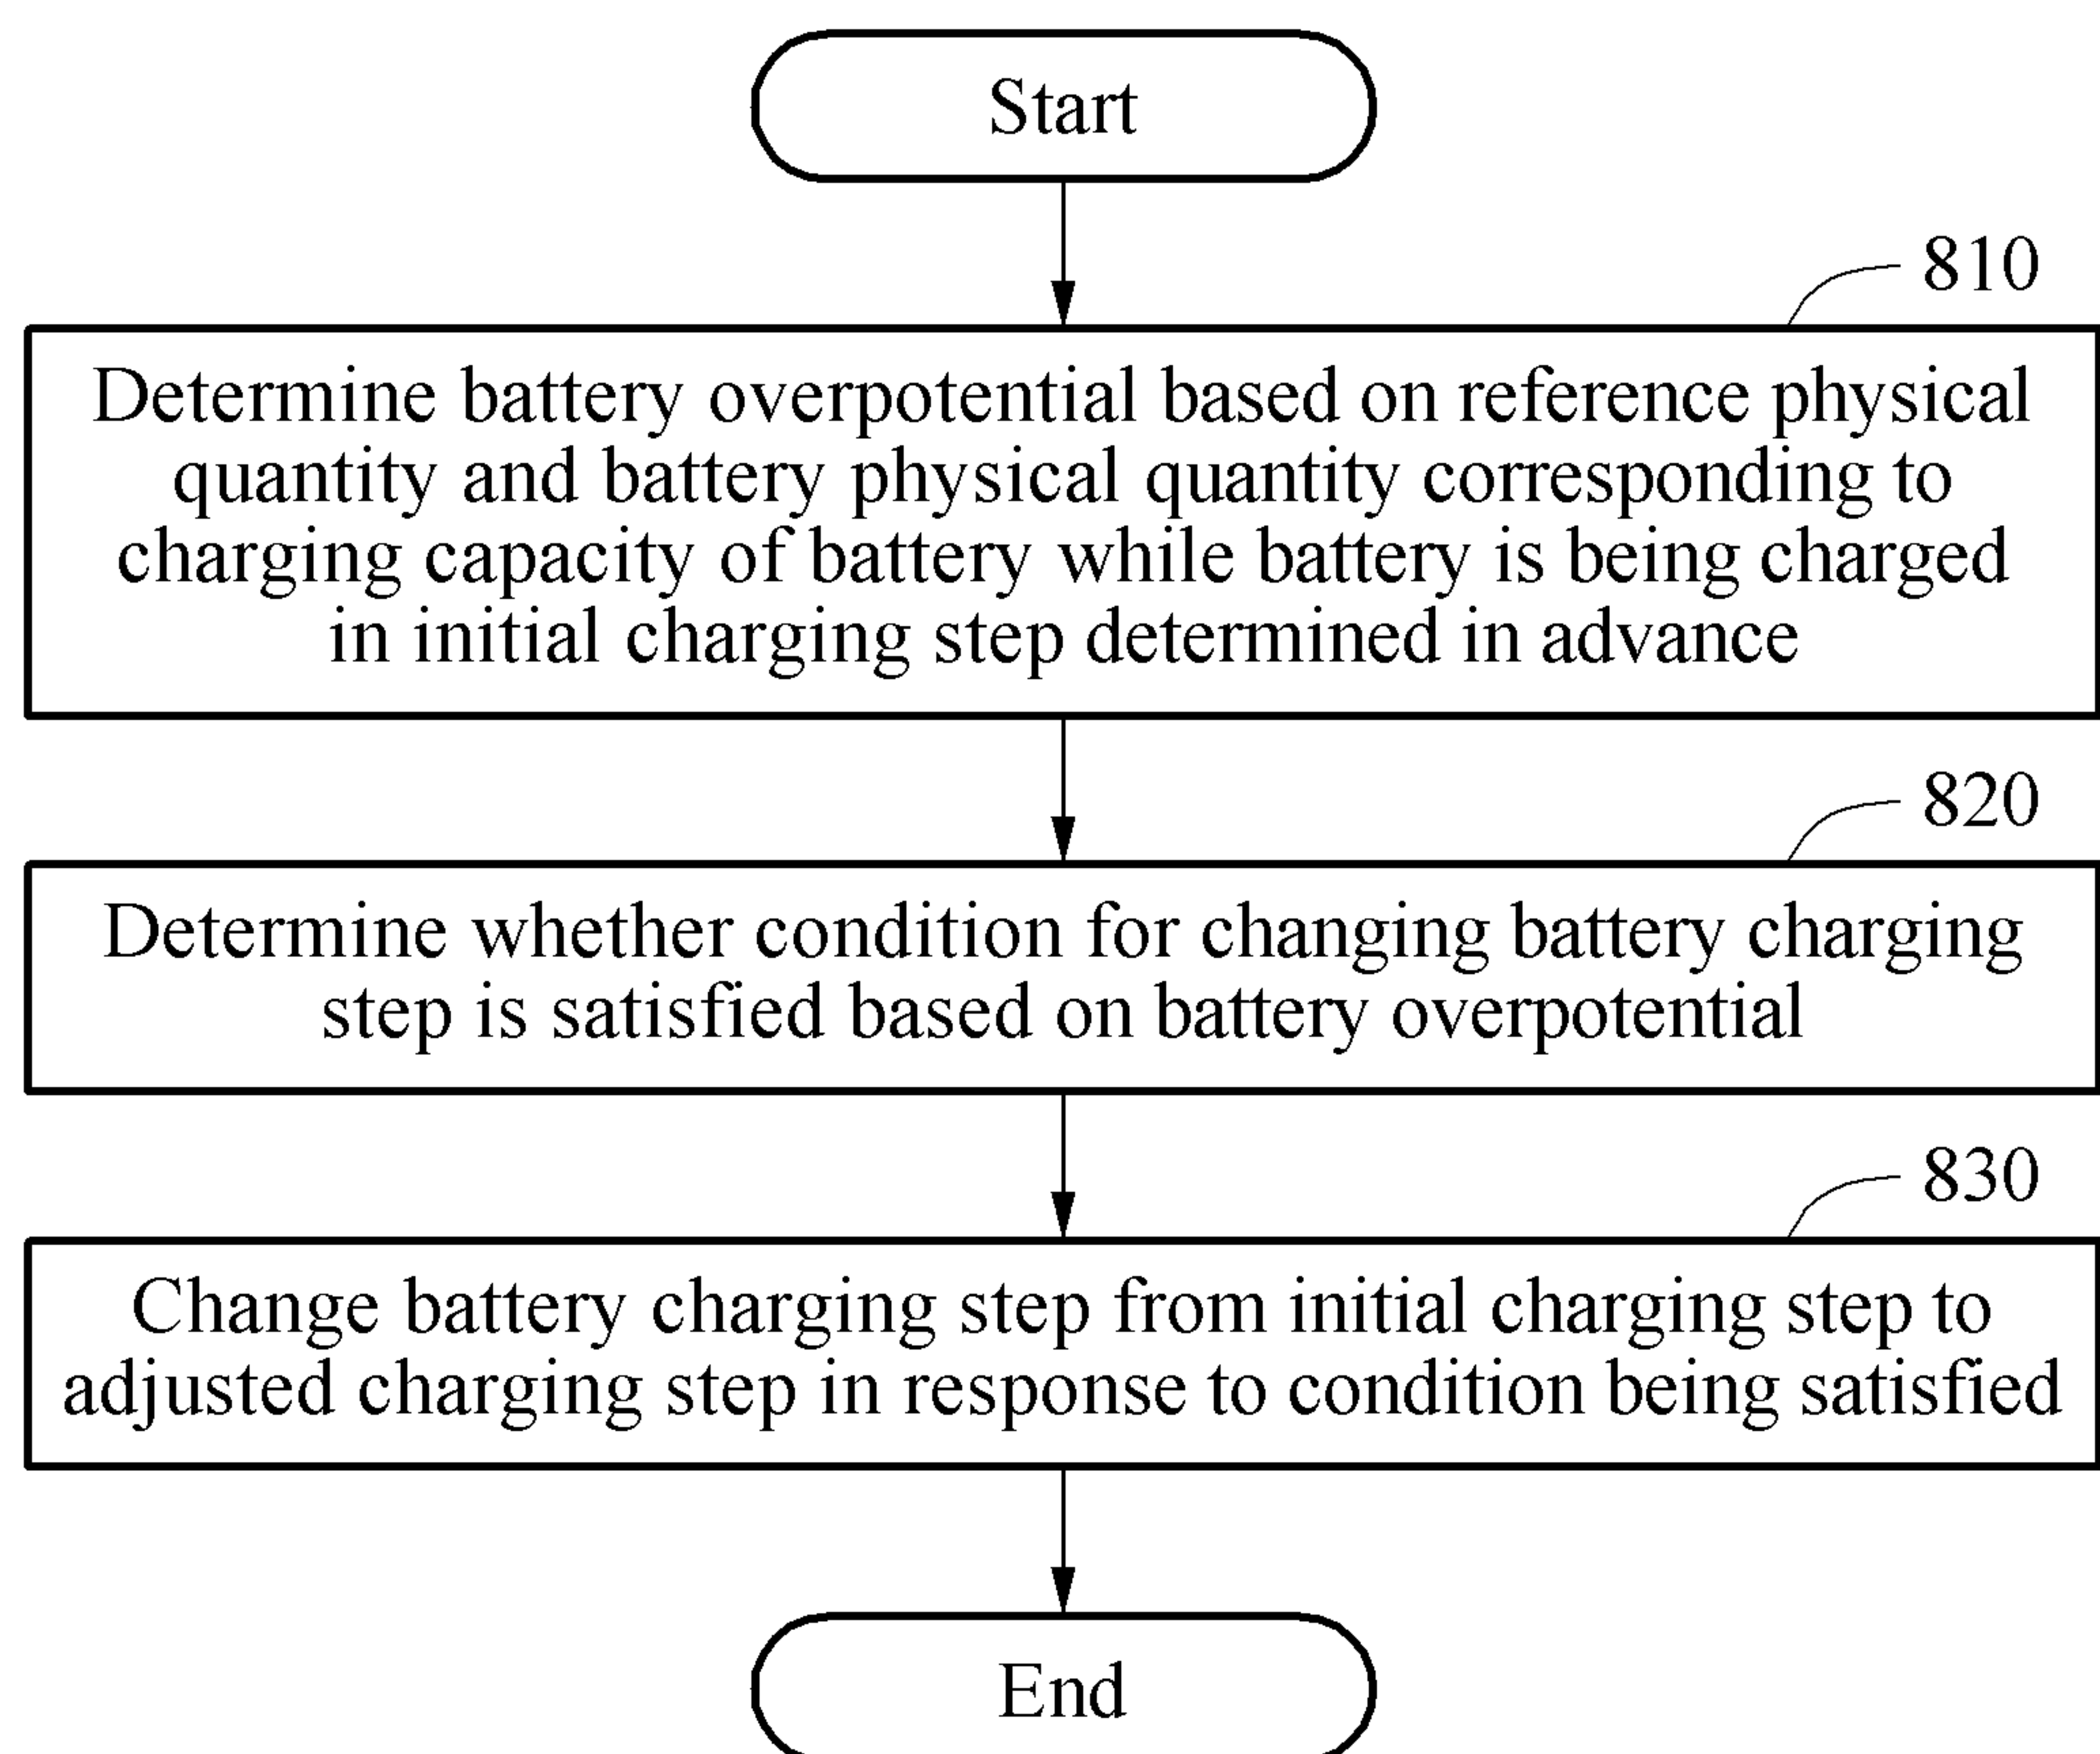 Start
810
Determine battery overpotential based on reference physical
quantity and battery physical quantity corresponding to
charging capacity of battery while battery is being charged
in initial charging step determined in advance
820
Determine whether condition for changing battery charging
step is satisfied based on battery overpotential
830
Change battery charging step from initial charging step to
adjusted charging step in response to condition being satisfied
End